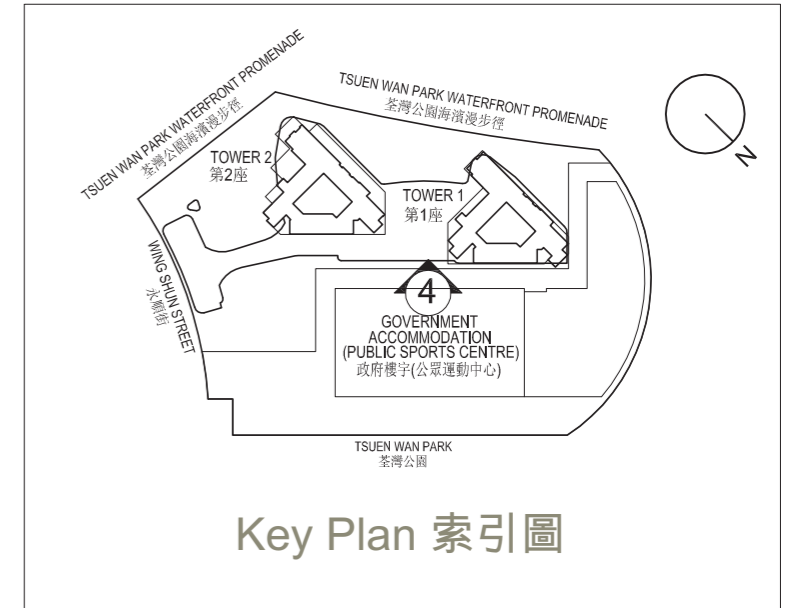 TSUEN WAN PARK WATERFRONT PROMENADE
荃灣公園海濱漫步徑
TSUEN WAN PARK WATERFRONT PROMENADE
荃灣公園海濱漫步徑
N
TOWER 2
第2座
TOWER 1
第1座
WING SHUN STREET
永順街
4
GOVERNMENT
ACCOMMODATION
(PUBLIC SPORTS CENTRE)
政府樓宇(公眾運動中心)
TSUEN WAN PARK
荃灣公園
Key Plan 索引圖